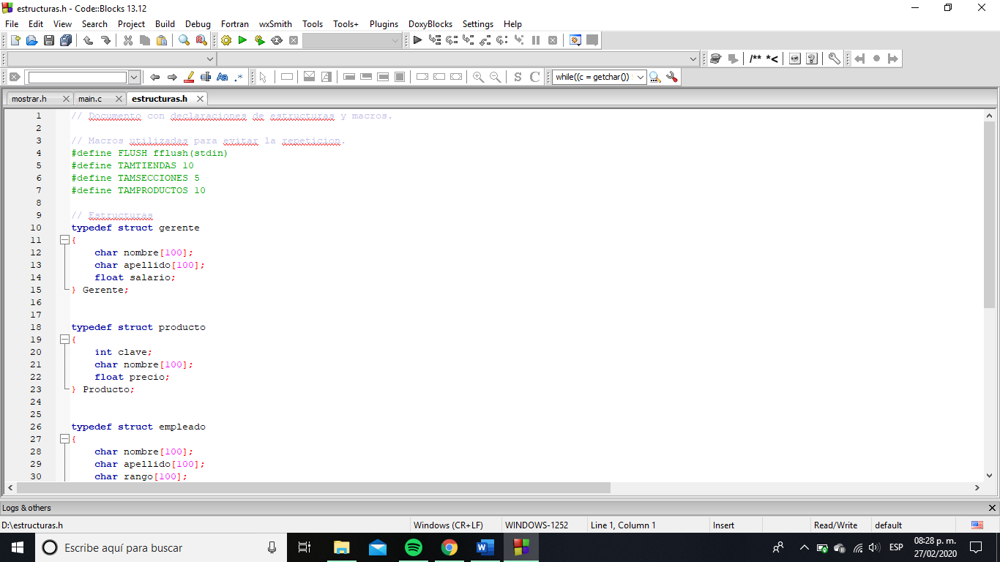 estructuras.h - Code::Blocks 13.12
File Edit View Search Project Build Debug Fortran wxSmith Tools Tools+ Plugins DoxyBlocks Settings Help
/** *<
Aa .* S C while((c = getchar())
mostrar.h main.c estructuras.h
1 // Documento con declaraciones de estructuras y macros.
2
3 // Macros utilizadas para evitar la repeticion.
4 #define FLUSH fflush(stdin)
5 #define TAMTIENDAS 10
6 #define TAMSECCIONES 5
7 #define TAMPRODUCTOS 10
8
9 // Estructuras
10 typedef struct gerente
11 {
12 char nombre[100];
13 char apellido[100];
14 float salario;
15 } Gerente;
16
17
18 typedef struct producto
19 {
20 int clave;
21 char nombre[100];
22 float precio;
23 } Producto;
24
25
26 typedef struct empleado
27 {
28 char nombre[100];
29 char apellido[100];
30 char rango[100];
Logs & others
D:\estructuras.h Windows (CR+LF) WINDOWS-1252 Line 1, Column 1 Insert Read/Write default
Escribe aquí para buscar ESP 08:28 p. m.
27/02/2020